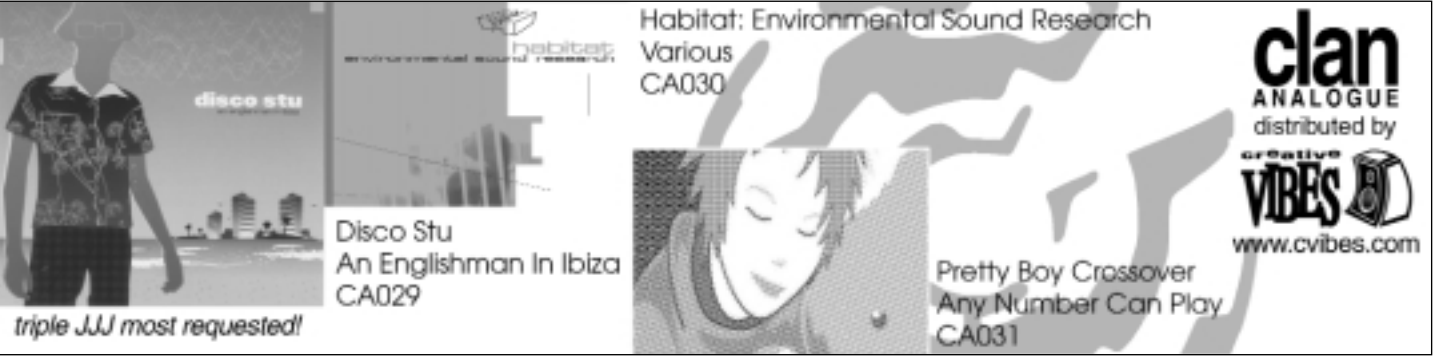 disco stu
triple JJJ most requested!
habitat
environmental sound research
Disco Stu
An Englishman In Ibiza
CA029
Habitat: Environmental Sound Research
Various
CA030
Pretty Boy Crossover
Any Number Can Play
CA031
clan
ANALOGUE
distributed by
creative
VIBES
www.cvibes.com